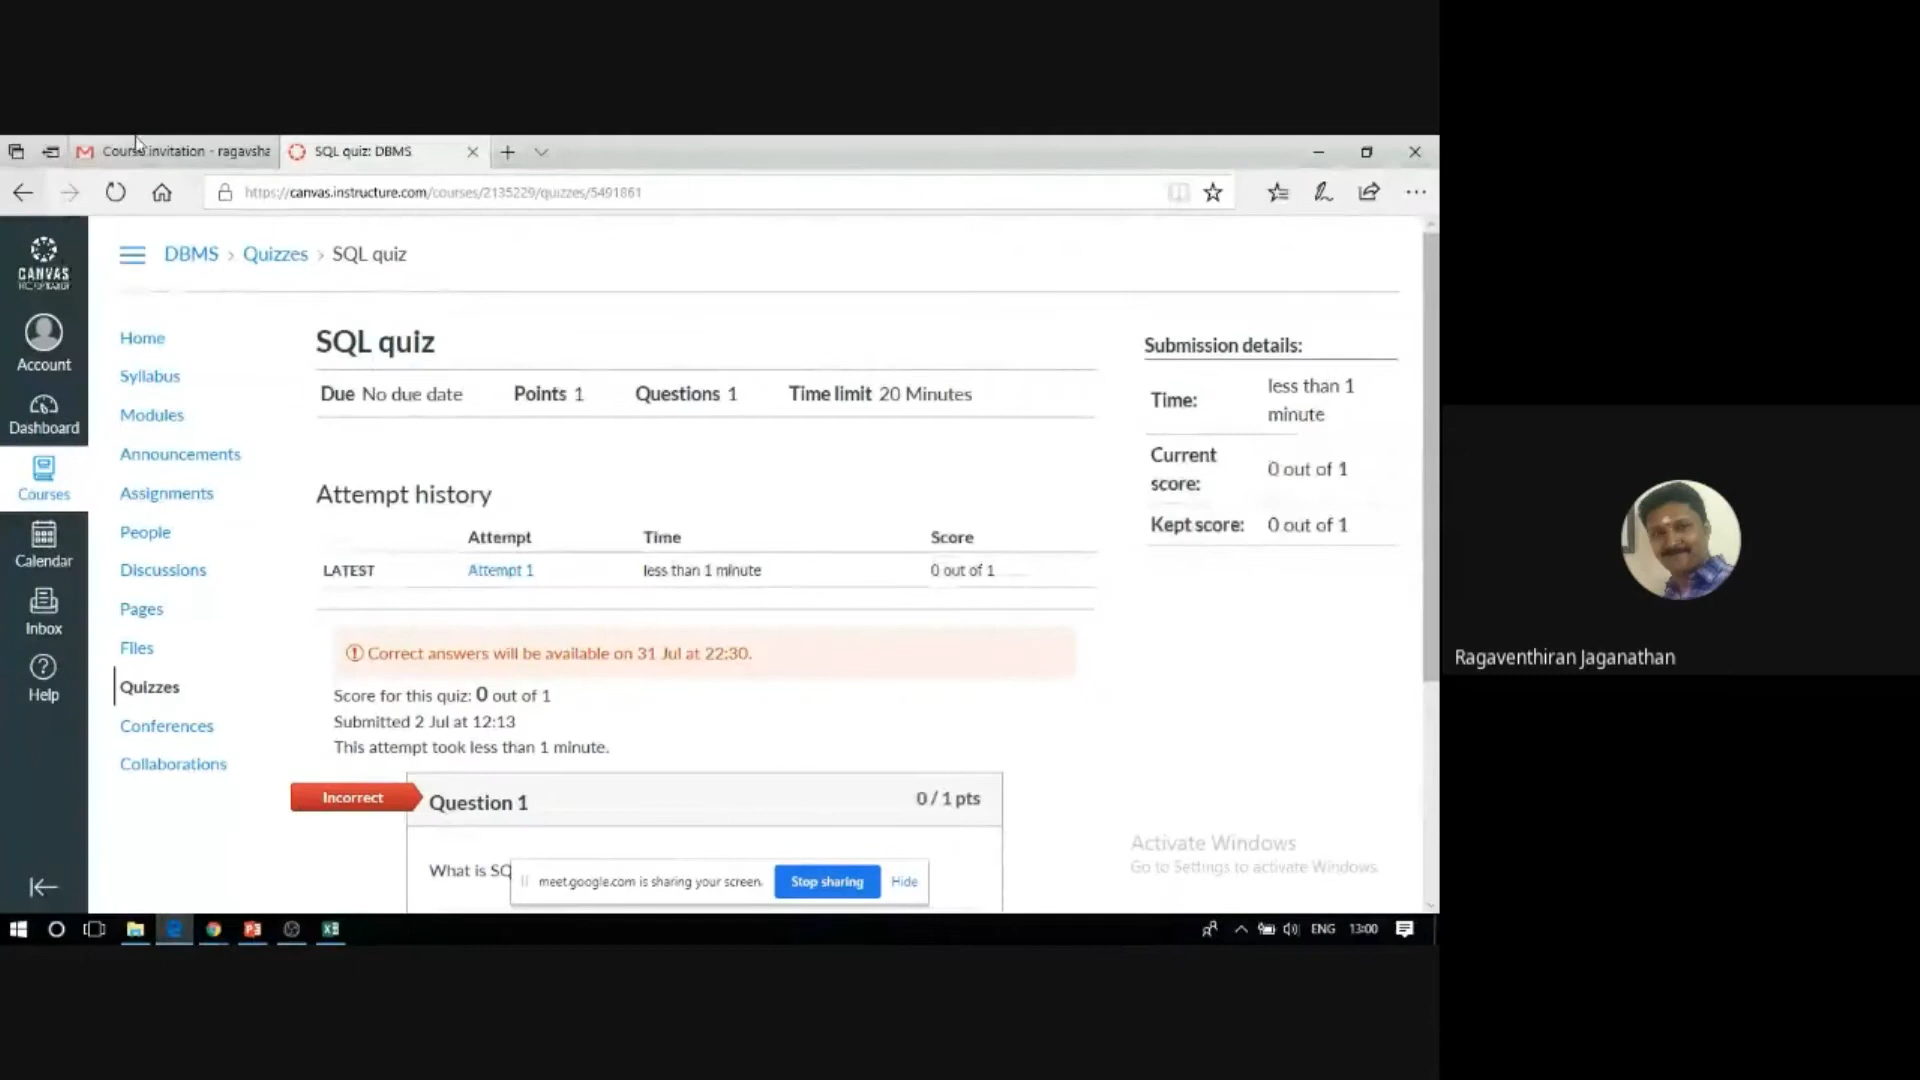 Course invitation - ragavsha
SQL quiz: DBMS
https://canvas.instructure.com/courses/2135229/quizzes/5491861
CANVAS
Account
Dashboard
Courses
Calendar
Inbox
Help
DBMS › Quizzes › SQL quiz
Home
Syllabus
Modules
Announcements
Assignments
People
Discussions
Pages
Files
Quizzes
Conferences
Collaborations
SQL quiz
Due No due date Points 1 Questions 1 Time limit 20 Minutes
Attempt history
Attempt Time Score
LATEST Attempt 1 less than 1 minute 0 out of 1
Correct answers will be available on 31 Jul at 22:30.
Score for this quiz: 0 out of 1
Submitted 2 Jul at 12:13
This attempt took less than 1 minute.
Incorrect
Question 1 0 / 1 pts
What is SQ
Submission details:
Time: less than 1
minute
Current
score: 0 out of 1
Kept score: 0 out of 1
Activate Windows
Go to Settings to activate Windows.
meet.google.com is sharing your screen. Stop sharing Hide
ENG 13:00
Ragaventhiran Jaganathan